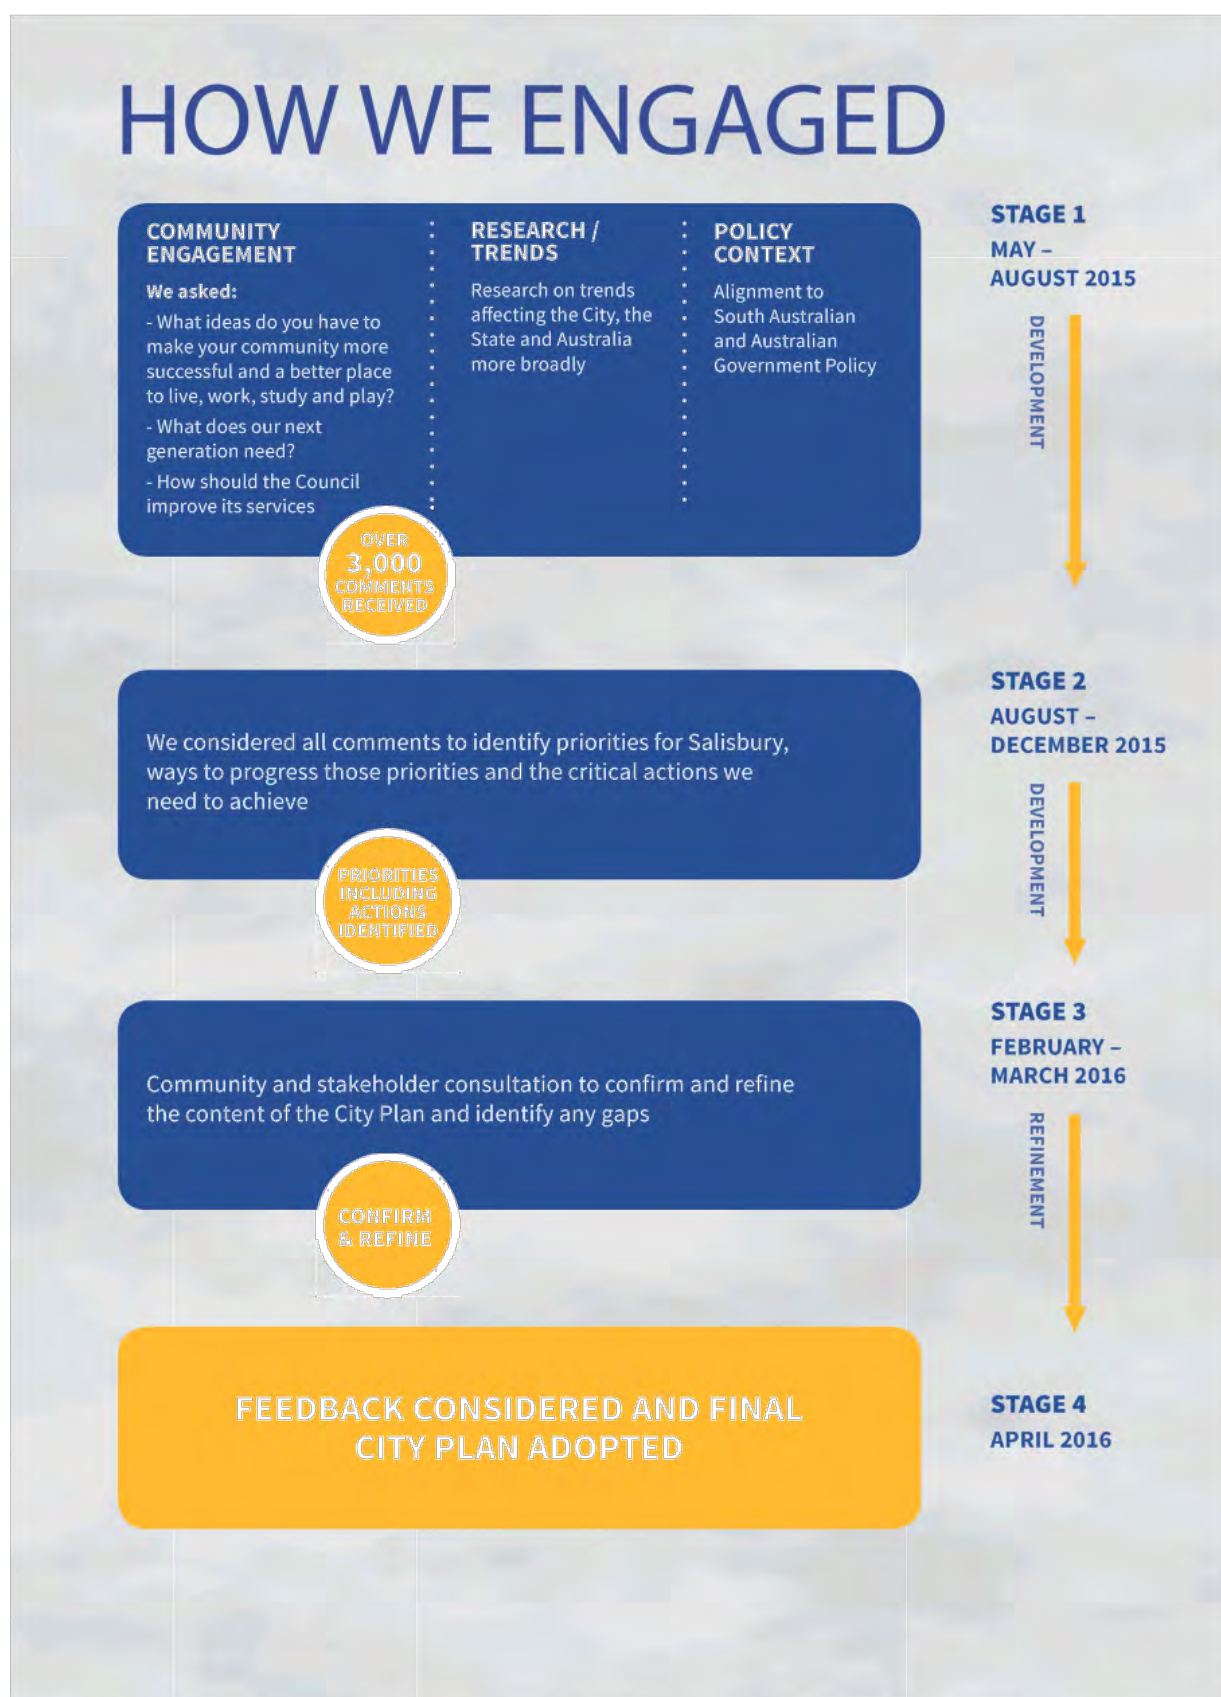 HOW WE ENGAGED
COMMUNITY
ENGAGEMENT
We asked:
- What ideas do you have to
make your community more
successful and a better place
to live, work, study and play?
- What does our next
generation need?
- How should the Council
improve its services
OVER
3,000
COMMENTS
RECEIVED
RESEARCH /
TRENDS
Research on trends
affecting the City, the
State and Australia
more broadly
POLICY
CONTEXT
Alignment to
South Australian
and Australian
Government Policy
STAGE 1
MAY –
AUGUST 2015
DEVELOPMENT
We considered all comments to identify priorities for Salisbury,
ways to progress those priorities and the critical actions we
need to achieve
PRIORITIES
INCLUDING
ACTIONS
IDENTIFIED
STAGE 2
AUGUST –
DECEMBER 2015
DEVELOPMENT
Community and stakeholder consultation to confirm and refine
the content of the City Plan and identify any gaps
CONFIRM
& REFINE
STAGE 3
FEBRUARY –
MARCH 2016
REFINEMENT
FEEDBACK CONSIDERED AND FINAL
CITY PLAN ADOPTED
STAGE 4
APRIL 2016